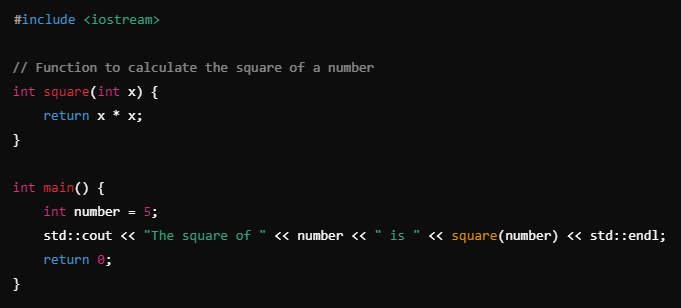 #include <iostream>

// Function to calculate the square of a number
int square(int x) {
    return x * x;
}

int main() {
    int number = 5;
    std::cout << "The square of " << number << " is " << square(number) << std::endl;
    return 0;
}